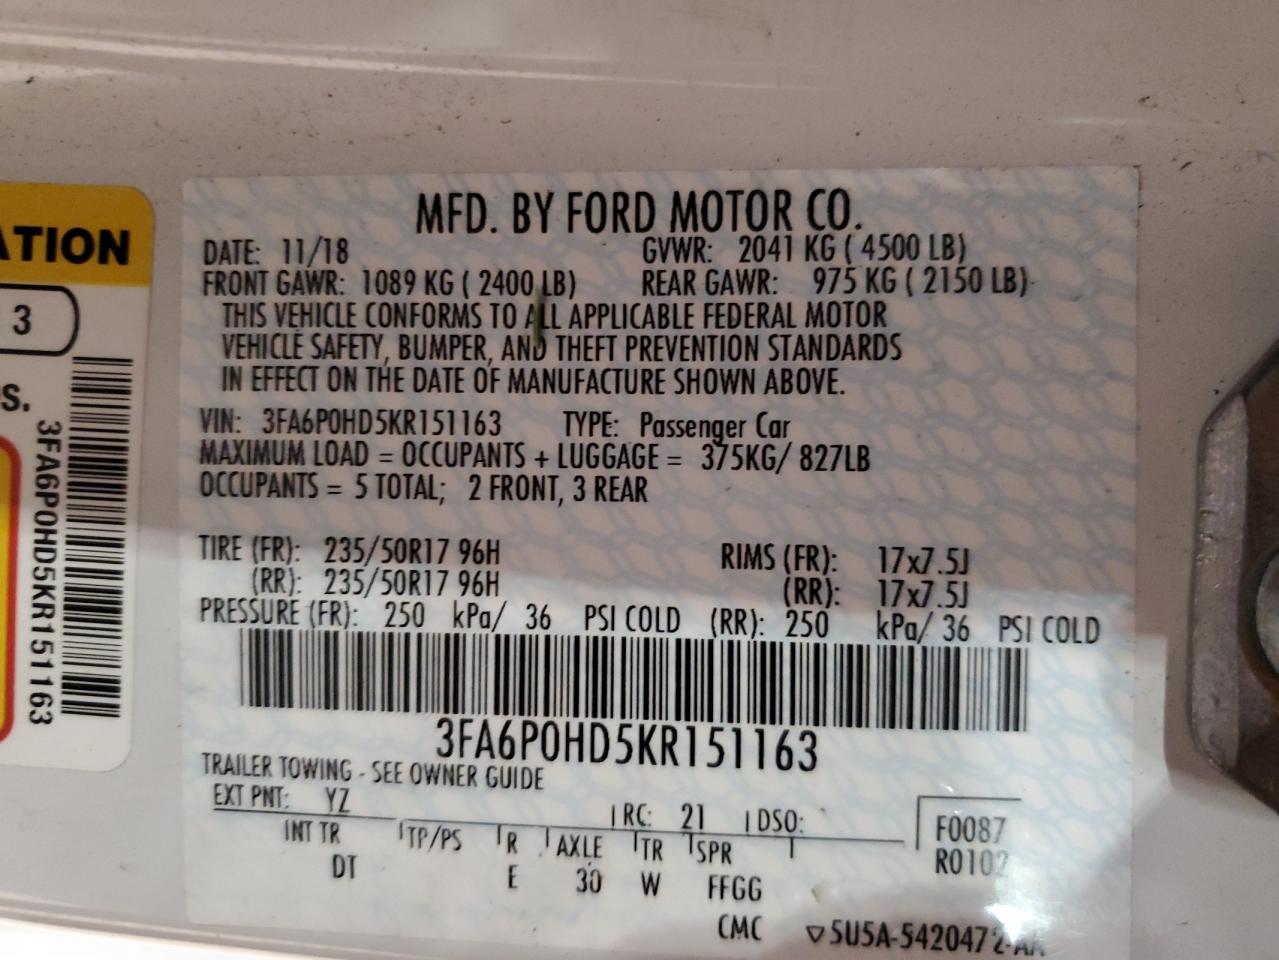 ATION
3
S.
3FA6P0HD5KR151163
MFD. BY FORD MOTOR CO.
DATE: 11/18 GVWR: 2041 KG ( 4500 LB)
FRONT GAWR: 1089 KG ( 2400 LB) REAR GAWR: 975 KG ( 2150 LB)
THIS VEHICLE CONFORMS TO ALL APPLICABLE FEDERAL MOTOR
VEHICLE SAFETY, BUMPER, AND THEFT PREVENTION STANDARDS
IN EFFECT ON THE DATE OF MANUFACTURE SHOWN ABOVE.
VIN: 3FA6P0HD5KR151163 TYPE: Passenger Car
MAXIMUM LOAD = OCCUPANTS + LUGGAGE = 375KG/ 827LB
OCCUPANTS = 5 TOTAL; 2 FRONT, 3 REAR
TIRE (FR): 235/50R17 96H RIMS (FR): 17x7.5J
(RR): 235/50R17 96H (RR): 17x7.5J
PRESSURE (FR): 250 kPa/ 36 PSI COLD (RR): 250 kPa/ 36 PSI COLD
3FA6P0HD5KR151163
TRAILER TOWING - SEE OWNER GUIDE
EXT PNT: YZ RC: 21 DSO:
INT TR TP/PS R AXLE TR SPR F0087
DT E 30 W FFGG R0102
CMC ▽5U5A-5420472-AA